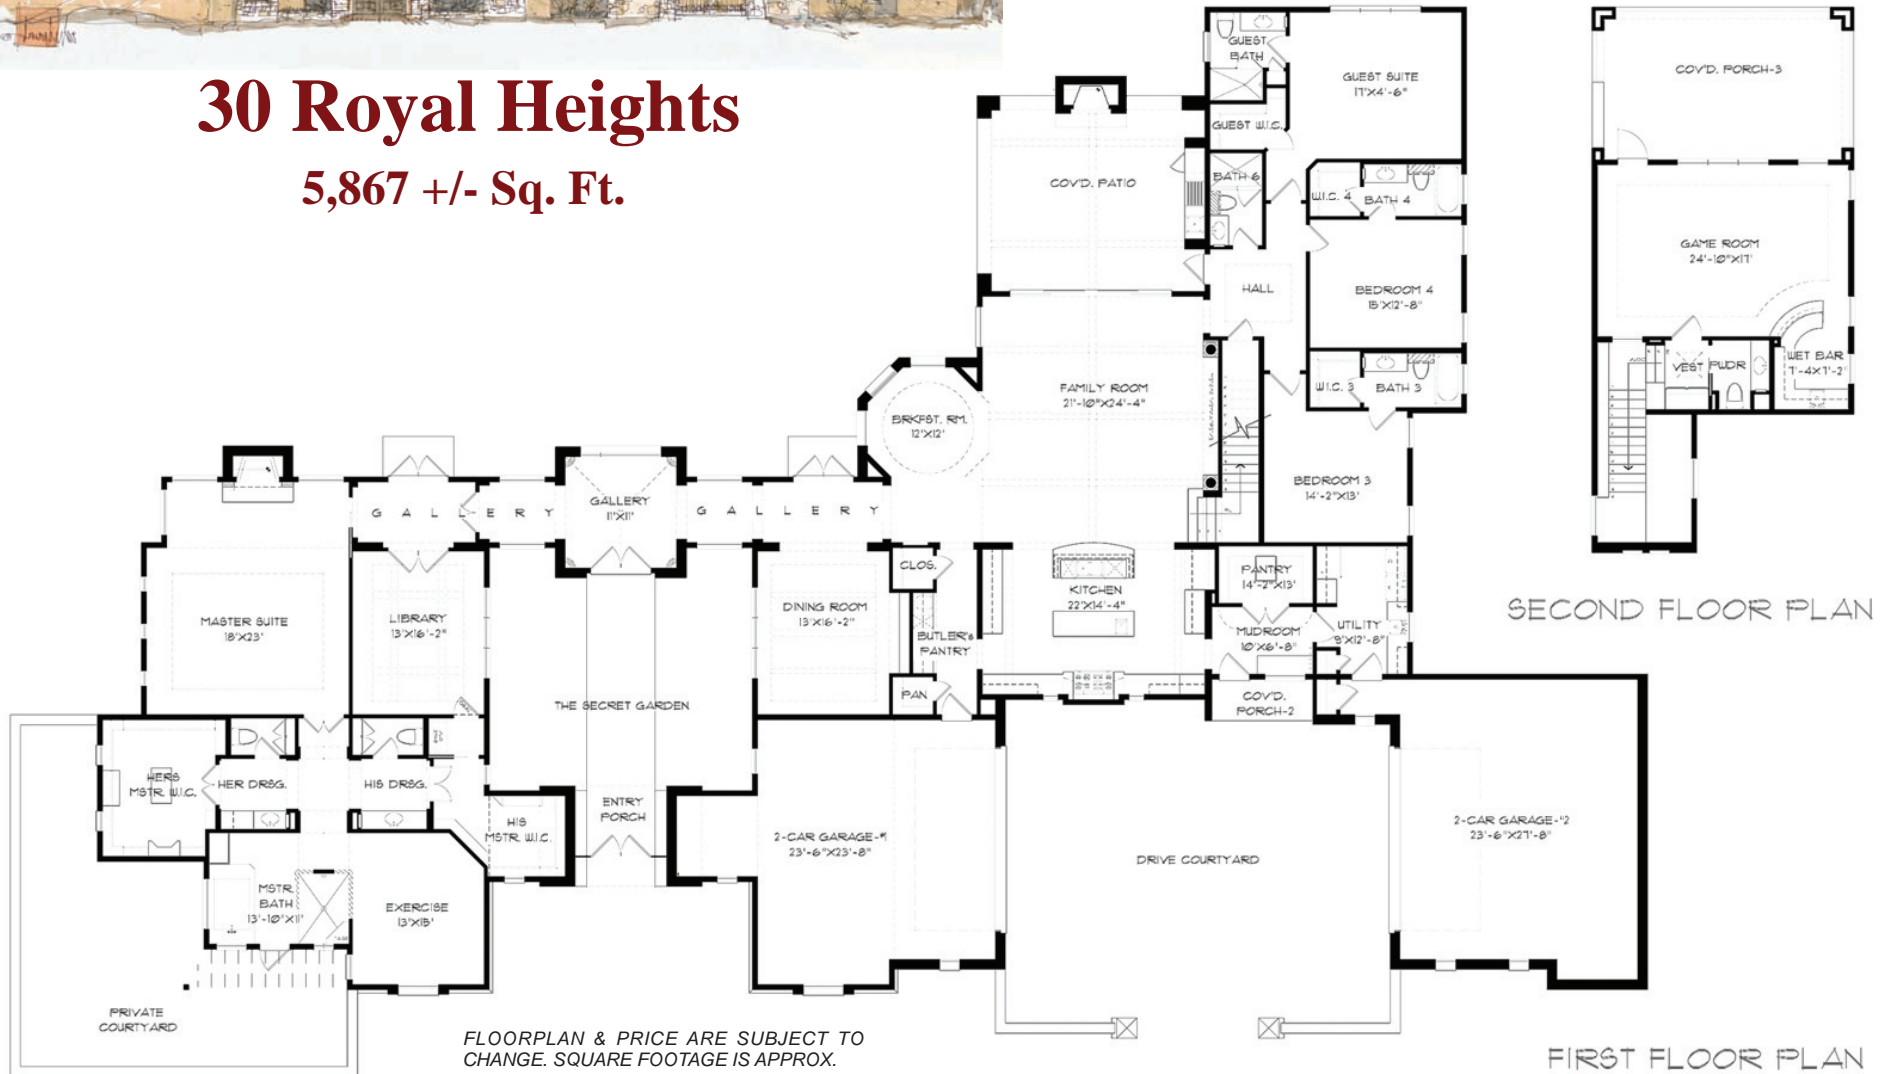 30 Royal Heights
5,867 +/- Sq. Ft.
GUEST
BATH
GUEST SUITE
17'X4'-6"
GUEST W.I.C.
COV'D. PATIO
BATH 6
W.I.C. 4
BATH 4
BEDROOM 4
15'X12'-8"
HALL
FAMILY ROOM
21'-10"X24'-4"
W.I.C. 3
BATH 3
BRKFST. RM.
12'X12'
BEDROOM 3
14'-2"X13'
GALLERY
GALLERY
11'X11'
GALLERY
CLOS.
PANTRY
14'-2"X13'
KITCHEN
22'X14'-4"
MASTER SUITE
18'X23'
LIBRARY
13'X16'-2"
DINING ROOM
13'X16'-2"
BUTLER'S
PANTRY
MUDROOM
10'X6'-8"
UTILITY
9'X12'-8"
PAN
COV'D.
PORCH-2
THE SECRET GARDEN
HERS
MSTR. W.I.C.
HER DRSG.
HIS DRSG.
HIS
MSTR. W.I.C.
ENTRY
PORCH
2-CAR GARAGE-#1
23'-6"X23'-8"
DRIVE COURTYARD
2-CAR GARAGE-#2
23'-6"X27'-8"
MSTR.
BATH
13'-10"X11'
EXERCISE
13'X15'
PRIVATE
COURTYARD
FLOORPLAN & PRICE ARE SUBJECT TO
CHANGE. SQUARE FOOTAGE IS APPROX.
FIRST FLOOR PLAN
COV'D. PORCH-3
GAME ROOM
24'-10"X17'
VEST
PWDR
WET BAR
7'-4X7'-2"
SECOND FLOOR PLAN